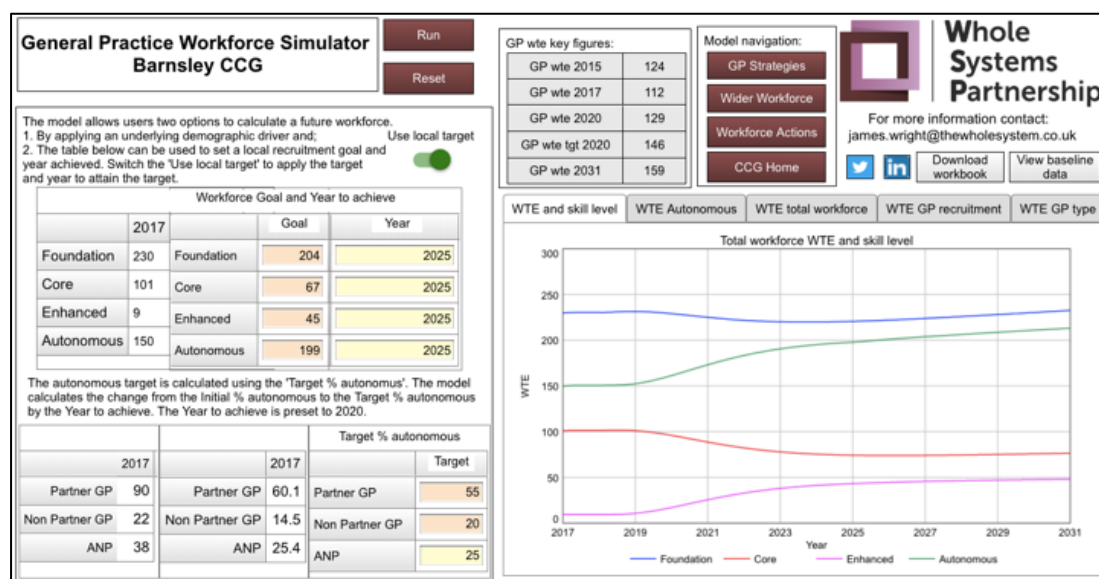 General Practice Workforce Simulator
Barnsley CCG
Run
Reset
The model allows users two options to calculate a future workforce.
1. By applying an underlying demographic driver and;
2. The table below can be used to set a local recruitment goal and
year achieved. Switch the 'Use local target' to apply the target
and year to attain the target.
Use local target
Workforce Goal and Year to achieve
2017 Goal Year
Foundation 230 Foundation 204 2025
Core 101 Core 67 2025
Enhanced 9 Enhanced 45 2025
Autonomous 150 Autonomous 199 2025
The autonomous target is calculated using the 'Target % autonomus'. The model
calculates the change from the Initial % autonomous to the Target % autonomous
by the Year to achieve. The Year to achieve is preset to 2020.
Target % autonomous
2017 2017 Target
Partner GP 90 Partner GP 60.1 Partner GP 55
Non Partner GP 22 Non Partner GP 14.5 Non Partner GP 20
ANP 38 ANP 25.4 ANP 25
GP wte key figures:
GP wte 2015 124
GP wte 2017 112
GP wte 2020 129
GP wte tgt 2020 146
GP wte 2031 159
Model navigation:
GP Strategies
Wider Workforce
Workforce Actions
CCG Home
Whole
Systems
Partnership
For more information contact:
james.wright@thewholesystem.co.uk
in
Download
workbook
View baseline
data
WTE and skill level
WTE Autonomous
WTE total workforce
WTE GP recruitment
WTE GP type
Total workforce WTE and skill level
300
250
200
150
100
50
0
WTE
2017 2019 2021 2023 2025 2027 2029 2031
Year
Foundation Core Enhanced Autonomous